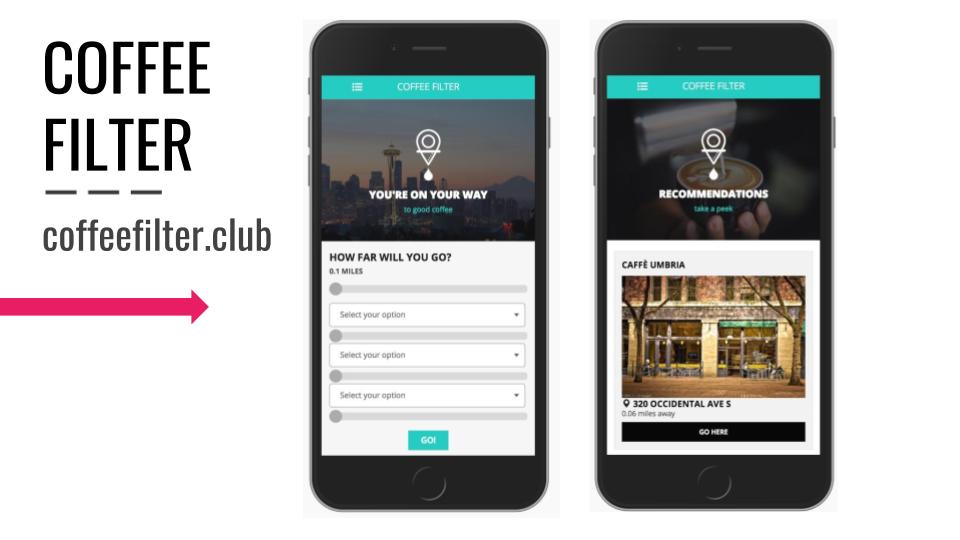 COFFEE
FILTER
coffeefilter.club
COFFEE FILTER
YOU'RE ON YOUR WAY
to good coffee
HOW FAR WILL YOU GO?
0.1 MILES
Select your option
Select your option
Select your option
GO!
COFFEE FILTER
RECOMMENDATIONS
take a peek
CAFFÈ UMBRIA
320 OCCIDENTAL AVE S
0.06 miles away
GO HERE